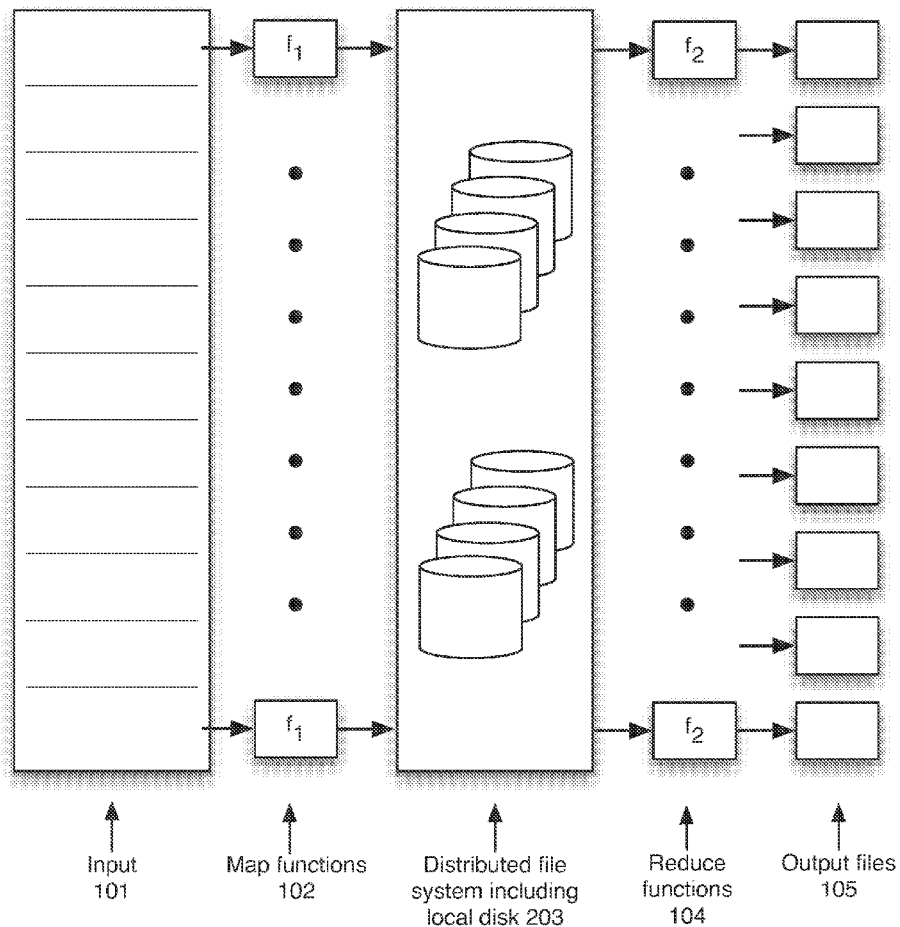 f1
f2
f1
f2
Input
101
Map functions
102
Distributed file
system including
local disk 203
Reduce
functions
104
Output files
105